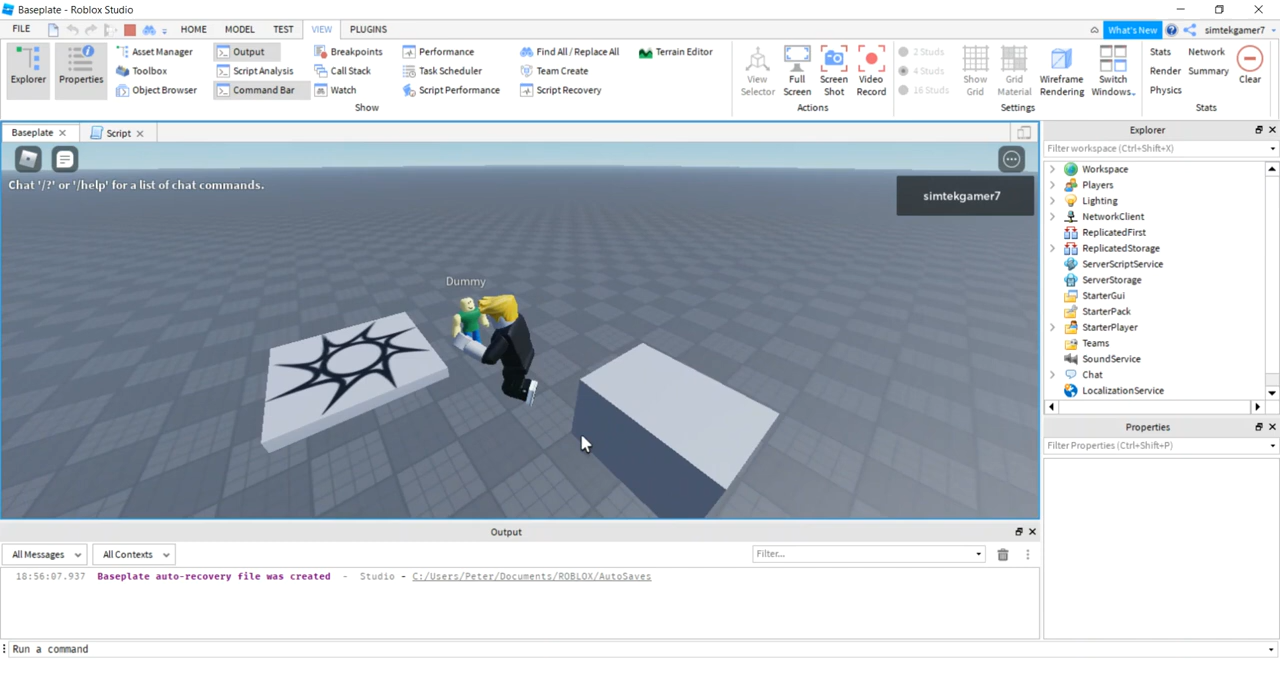 Baseplate - Roblox Studio
FILE HOME MODEL TEST VIEW PLUGINS What's New simtekgamer7
Explorer
Properties
Asset Manager
Toolbox
Object Browser
Output
Script Analysis
Command Bar
Breakpoints
Call Stack
Watch
Performance
Task Scheduler
Script Performance
Find All / Replace All
Team Create
Script Recovery
Terrain Editor
Show
View Selector
Full Screen
Screen Shot
Video Record
Actions
2 Studs
4 Studs
16 Studs
Show Grid
Grid Material
Wireframe Rendering
Switch Windows
Settings
Stats Network
Render Summary
Physics
Clear
Stats
Baseplate Script
Chat '/?' or '/help' for a list of chat commands.
simtekgamer7
Dummy
Explorer
Filter workspace (Ctrl+Shift+X)
Workspace
Players
Lighting
NetworkClient
ReplicatedFirst
ReplicatedStorage
ServerScriptService
ServerStorage
StarterGui
StarterPack
StarterPlayer
Teams
SoundService
Chat
LocalizationService
Properties
Filter Properties (Ctrl+Shift+P)
Output
All Messages All Contexts Filter...
18:56:07.937 Baseplate auto-recovery file was created - Studio - C:/Users/Peter/Documents/ROBLOX/AutoSaves
Run a command